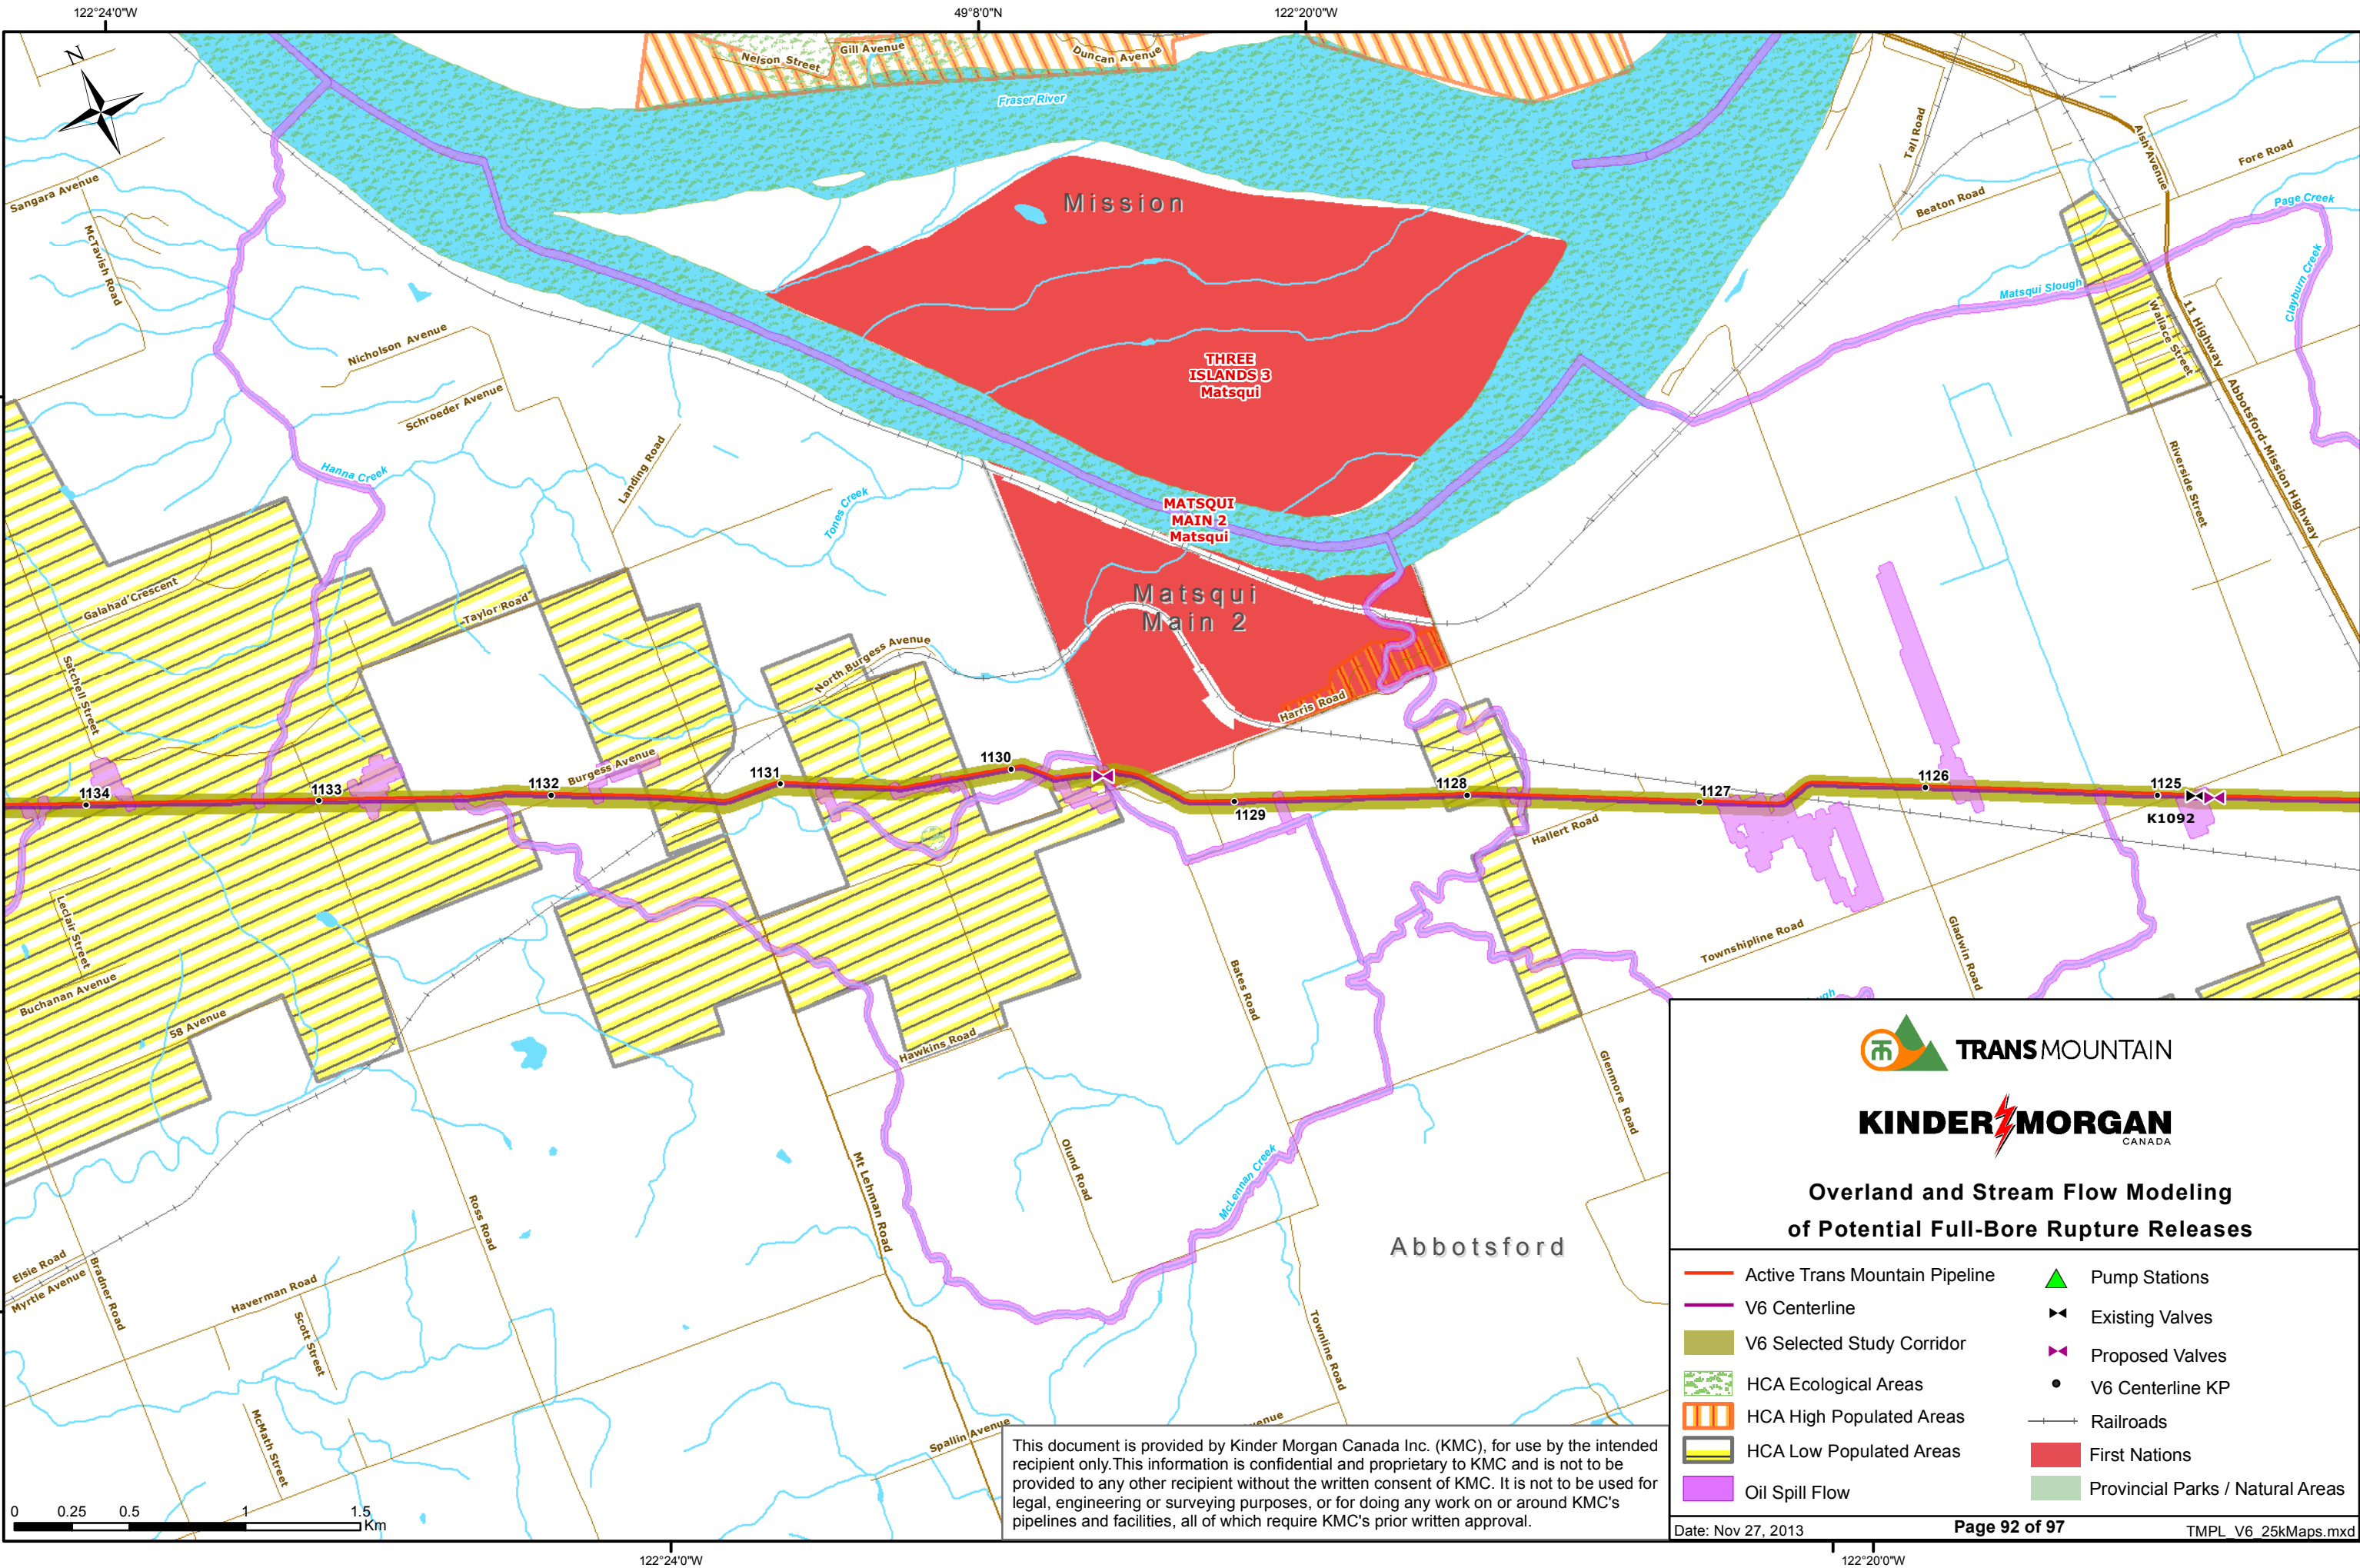 122°24'0"W
49°8'0"N
122°20'0"W
N
Gill Avenue
Nelson Street
Duncan Avenue
Fraser River
Tall Road
Aish Avenue
Fore Road
Sangara Avenue
McTavish Road
Mission
Beaton Road
Page Creek
Clayburn Creek
Matsqui Slough
Wallace Street
11 Highway
Nicholson Avenue
Schroeder Avenue
THREE
ISLANDS 3
Matsqui
Abbotsford-Mission Highway
Riverside Street
Landing Road
Hanna Creek
Tones Creek
MATSQUI
MAIN 2
Matsqui
Matsqui
Main 2
Galahad Crescent
Taylor Road
Satchell Street
North Burgess Avenue
Harris Road
Burgess Avenue
1134
1133
1132
1131
1130
1129
1128
1127
1126
1125
K1092
Hallert Road
Leclair Street
Buchanan Avenue
58 Avenue
Hawkins Road
Bates Road
Townshipline Road
Gladwin Road
ugh
Glenmore Road
Olund Road
Mt Lehman Road
McLennan Creek
Ross Road
Abbotsford
Elsie Road
Myrtle Avenue
Bradner Road
Haverman Road
Scott Street
McMath Street
Townline Road
Spallin Avenue
enue
TRANSMOUNTAIN
KINDER MORGAN
CANADA
Overland and Stream Flow Modeling
of Potential Full-Bore Rupture Releases
Active Trans Mountain Pipeline
V6 Centerline
V6 Selected Study Corridor
HCA Ecological Areas
HCA High Populated Areas
HCA Low Populated Areas
Oil Spill Flow
Pump Stations
Existing Valves
Proposed Valves
V6 Centerline KP
Railroads
First Nations
Provincial Parks / Natural Areas
Date: Nov 27, 2013
Page 92 of 97
TMPL_V6_25kMaps.mxd
This document is provided by Kinder Morgan Canada Inc. (KMC), for use by the intended
recipient only.This information is confidential and proprietary to KMC and is not to be
provided to any other recipient without the written consent of KMC. It is not to be used for
legal, engineering or surveying purposes, or for doing any work on or around KMC's
pipelines and facilities, all of which require KMC's prior written approval.
0 0.25 0.5 1 1.5
Km
122°24'0"W
122°20'0"W